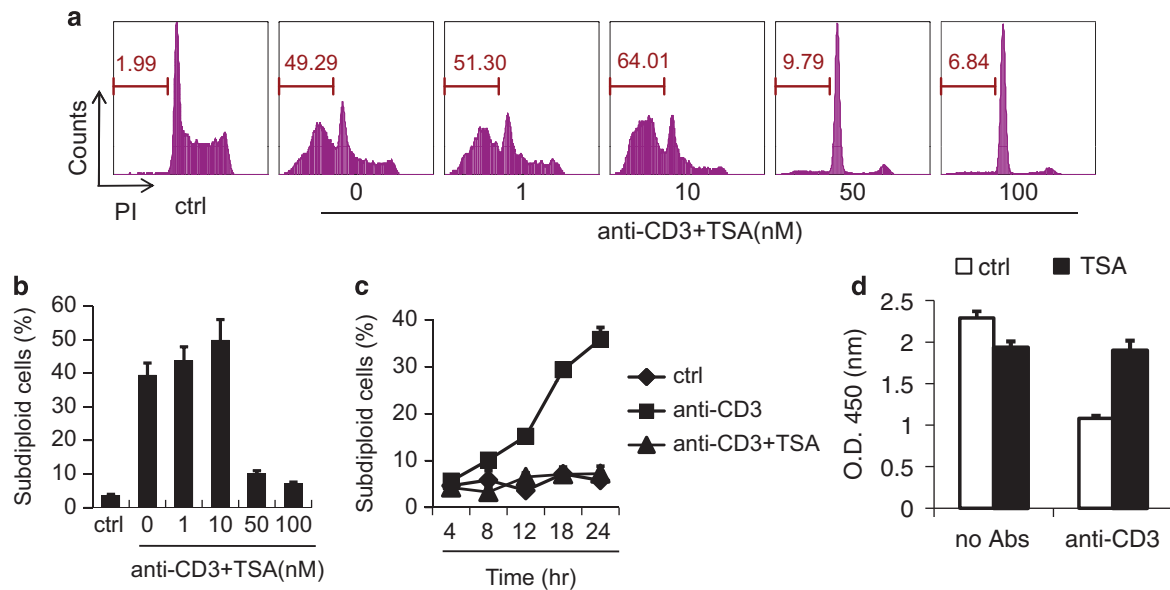 a
1.99
49.29
51.30
64.01
9.79
6.84
Counts
PI
ctrl
0
1
10
50
100
anti-CD3+TSA(nM)
b
Subdiploid cells (%)
60
50
40
30
20
10
0
ctrl
0
1
10
50
100
anti-CD3+TSA(nM)
c
Subdiploid cells (%)
40
30
20
10
0
4
8
12
18
24
Time (hr)
ctrl
anti-CD3
anti-CD3+TSA
d
ctrl
TSA
O.D. 450 (nm)
2.5
2
1.5
1
0.5
0
no Abs
anti-CD3